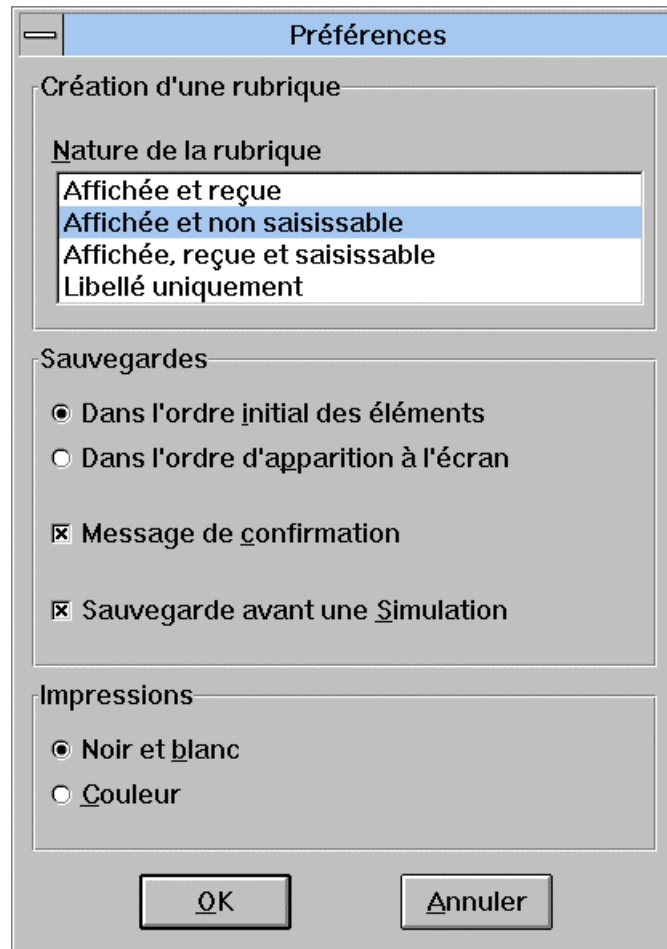 Préférences
Création d'une rubrique
Nature de la rubrique
Affichée et reçue
Affichée et non saisissable
Affichée, reçue et saisissable
Libellé uniquement
Sauvegardes
Dans l'ordre initial des éléments
Dans l'ordre d'apparition à l'écran
Message de confirmation
Sauvegarde avant une Simulation
Impressions
Noir et blanc
Couleur
OK
Annuler